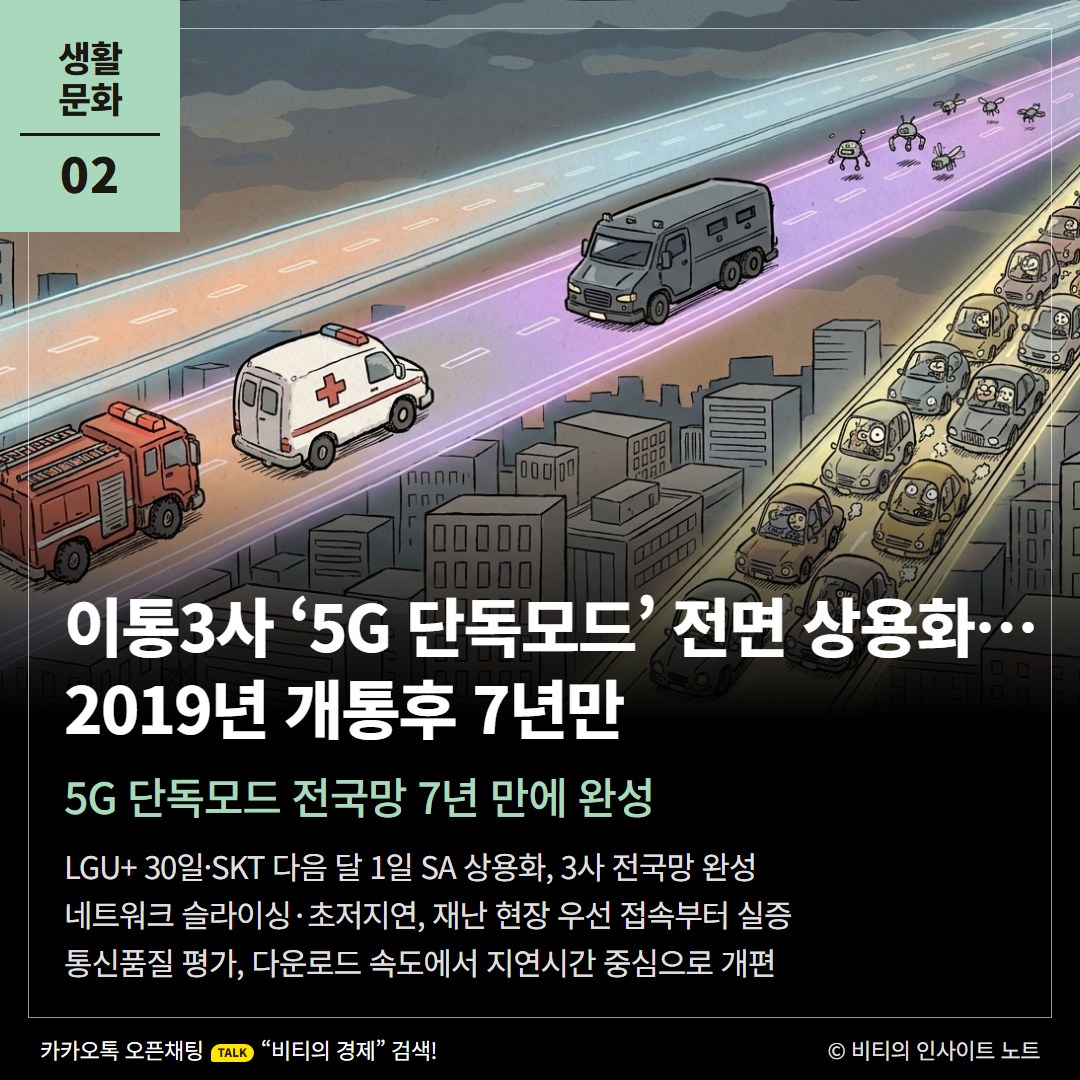 생활
문화
02
이통3사 ‘5G 단독모드’ 전면 상용화…
2019년 개통후 7년만
5G 단독모드 전국망 7년 만에 완성
LGU+ 30일·SKT 다음 달 1일 SA 상용화, 3사 전국망 완성
네트워크 슬라이싱·초저지연, 재난 현장 우선 접속부터 실증
통신품질 평가, 다운로드 속도에서 지연시간 중심으로 개편
카카오톡 오픈채팅 TALK “비티의 경제” 검색!
© 비티의 인사이트 노트